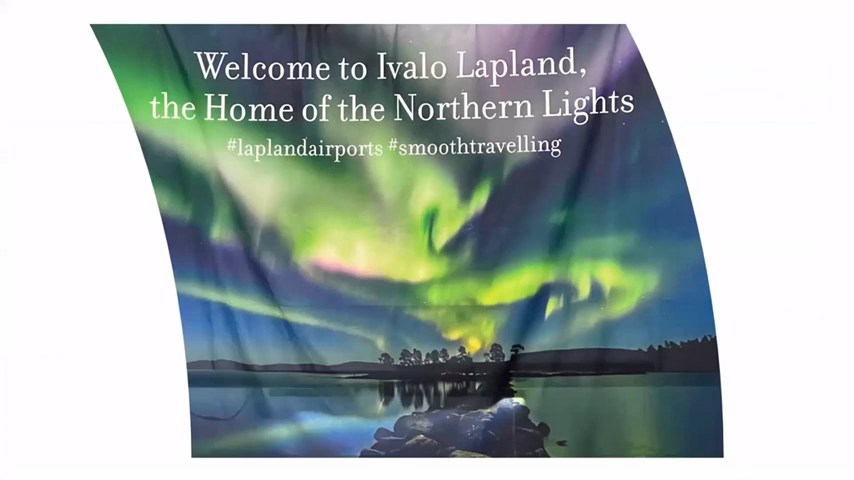 Welcome to Ivalo Lapland,
the Home of the Northern Lights
#laplandairports #smoothtravelling